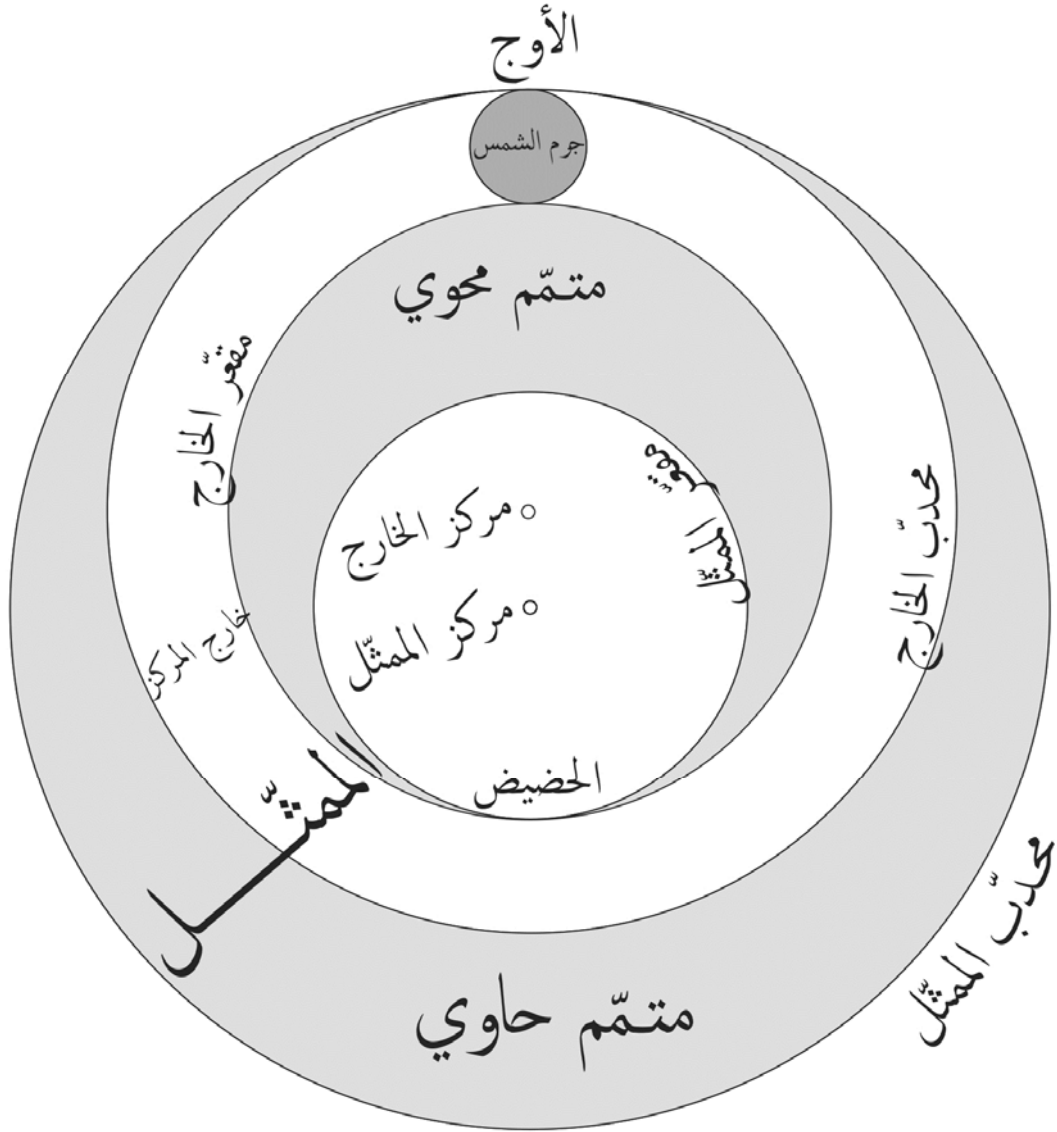 الأوج
جرم الشمس
متمّم محوي
مقعّر الخارج
مقعّر الممثّل
محدّب الخارج
مركز الخارج
مركز الممثّل
خارج المركز
الحضيض
الممثّل
محدّب الممثّل
متمّم حاوي